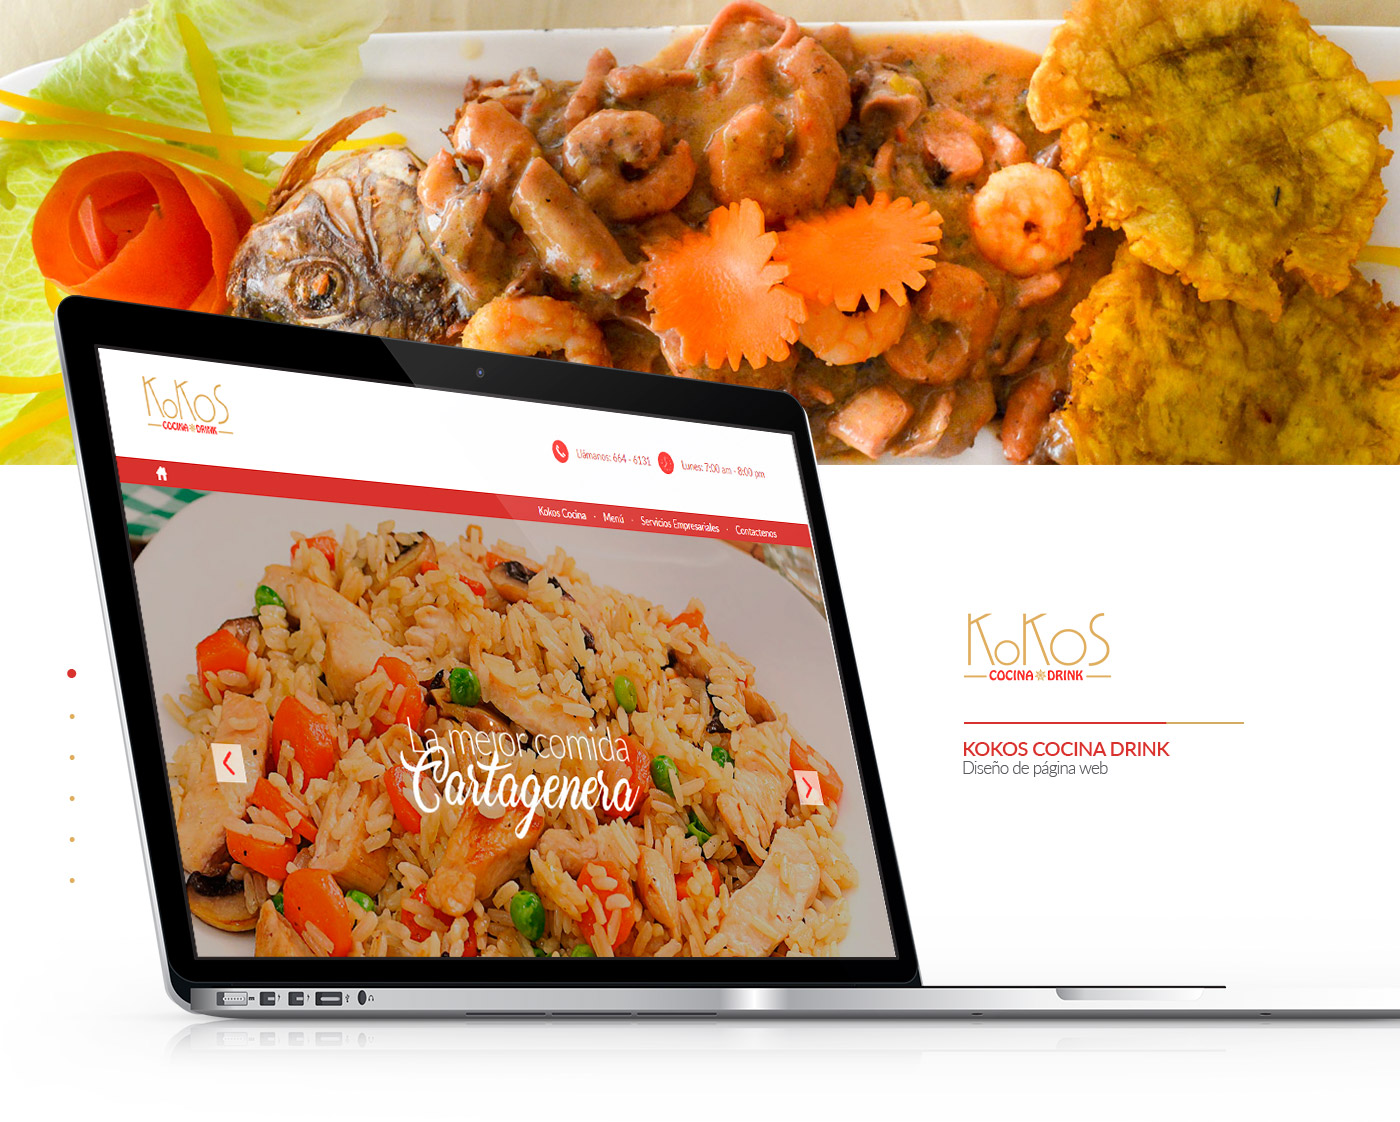 KoKoS
COCINA DRINK
Llámanos: 664 - 6131
Lunes: 7:00 am - 8:00 pm
Kokos Cocina · Menú · Servicios Empresariales · Contactenos
La mejor comida
Cartagenera
KoKoS
COCINA DRINK
KOKOS COCINA DRINK
Diseño de página web